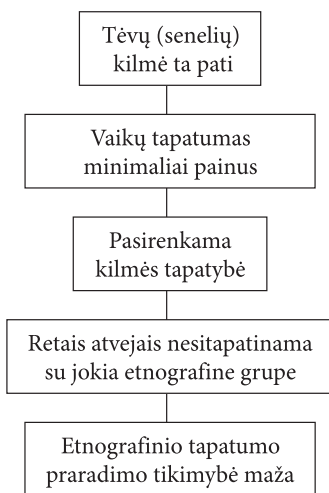 Tėvų (senelių)
kilmė ta pati
Vaikų tapatumas
minimaliai painus
Pasirenkama
kilmės tapatybė
Retais atvejais nesitapatinama
su jokia etnografine grupe
Etnografinio tapatumo
praradimo tikimybė maža